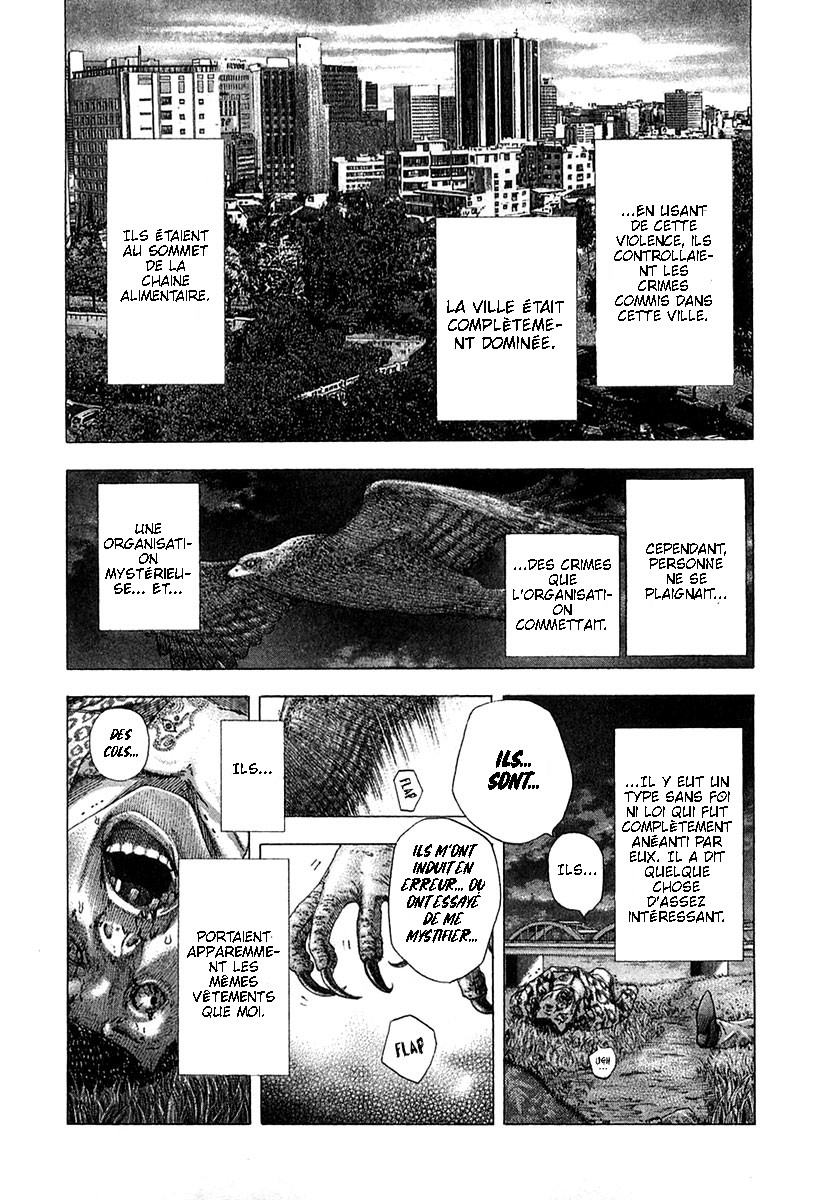 ...EN USANT
DE CETTE
VIOLENCE, ILS
CONTROLLAIE-
NT LES
CRIMES
COMMIS DANS
CETTE VILLE.
LA VILLE ÉTAIT
COMPLÈTEME-
NT DOMINÉE.
ILS ÉTAIENT
AU SOMMET
DE LA
CHAINE
ALIMENTAIRE.
CEPENDANT,
PERSONNE
NE SE
PLAIGNAIT...
...DES CRIMES
QUE
L'ORGANISATI-
ON
COMMETTAIT.
UNE
ORGANISATI-
ON
MYSTÉRIEU-
SE... ET...
...IL Y EUT UN
TYPE SANS FOI
NI LOI QUI FUT
COMPLÈTEMENT
ANÉANTI PAR
EUX. IL A DIT
QUELQUE
CHOSE
D'ASSEZ
INTÉRESSANT.
ILS...
UGH
...
ILS...
SONT...
FLAP
ILS M'ONT
INDUIT EN
ERREUR... OU
ONT ESSAYÉ
DE ME
MYSTIFIER...
FLAP
ILS...
DES
COLS...
PORTAIENT
APPAREMME-
NT LES
MÊMES
VÊTEMENTS
QUE MOI.